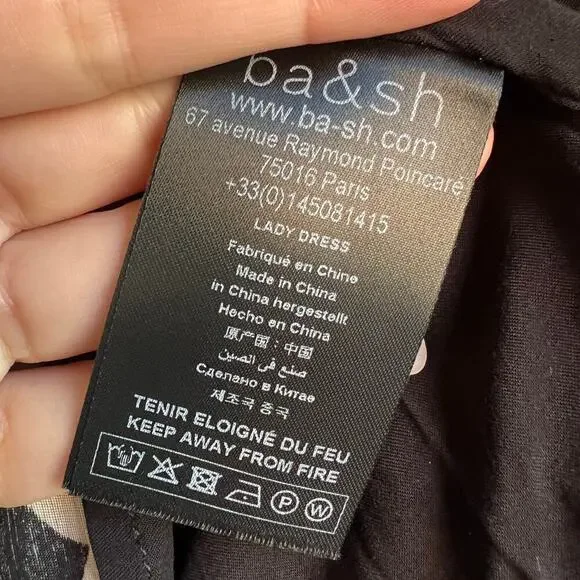 ba&sh
www.ba-sh.com
67 avenue Raymond Poincaré
75016 Paris
+33(0)145081415
LADY DRESS
Fabriqué en Chine
Made in China
in China hergestellt
Hecho en China
原产国：中国
صنع في الصين
Сделано в Китае
제조국 중국
TENIR ELOIGNÉ DU FEU
KEEP AWAY FROM FIRE
P W